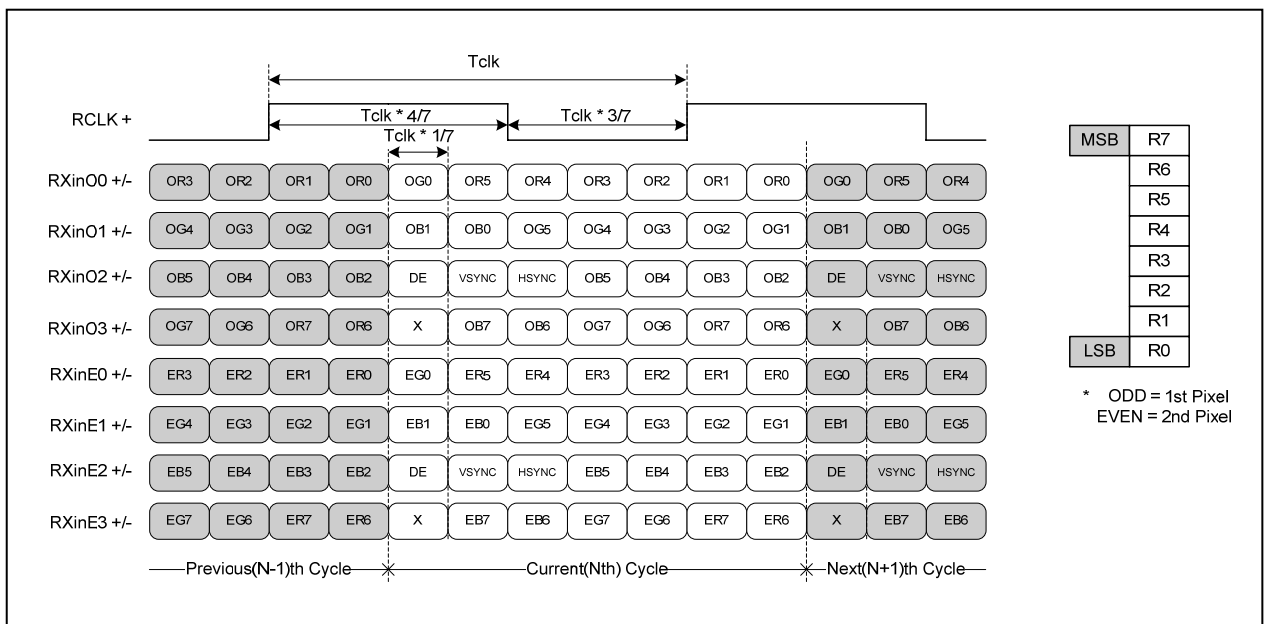 Tclk
RCLK +
Tclk * 4/7
Tclk * 3/7
Tclk * 1/7
RXinO0 +/- OR3 OR2 OR1 OR0 OG0 OR5 OR4 OR3 OR2 OR1 OR0 OG0 OR5 OR4
RXinO1 +/- OG4 OG3 OG2 OG1 OB1 OB0 OG5 OG4 OG3 OG2 OG1 OB1 OB0 OG5
RXinO2 +/- OB5 OB4 OB3 OB2 DE VSYNC HSYNC OB5 OB4 OB3 OB2 DE VSYNC HSYNC
RXinO3 +/- OG7 OG6 OR7 OR6 X OB7 OB6 OG7 OG6 OR7 OR6 X OB7 OB6
RXinE0 +/- ER3 ER2 ER1 ER0 EG0 ER5 ER4 ER3 ER2 ER1 ER0 EG0 ER5 ER4
RXinE1 +/- EG4 EG3 EG2 EG1 EB1 EB0 EG5 EG4 EG3 EG2 EG1 EB1 EB0 EG5
RXinE2 +/- EB5 EB4 EB3 EB2 DE VSYNC HSYNC EB5 EB4 EB3 EB2 DE VSYNC HSYNC
RXinE3 +/- EG7 EG6 ER7 ER6 X EB7 EB6 EG7 EG6 ER7 ER6 X EB7 EB6
Previous(N-1)th Cycle Current(Nth) Cycle Next(N+1)th Cycle
MSB R7
R6
R5
R4
R3
R2
R1
LSB R0
* ODD = 1st Pixel
EVEN = 2nd Pixel